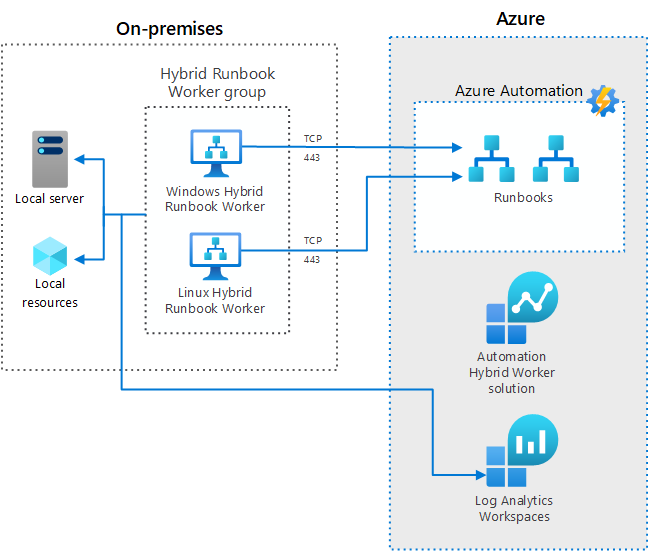 On-premises
Azure
Hybrid Runbook
Worker group
Azure Automation
TCP
443
Local server
Windows Hybrid
Runbook Worker
Runbooks
TCP
443
Local
resources
Linux Hybrid
Runbook Worker
Automation
Hybrid Worker
solution
Log Analytics
Workspaces